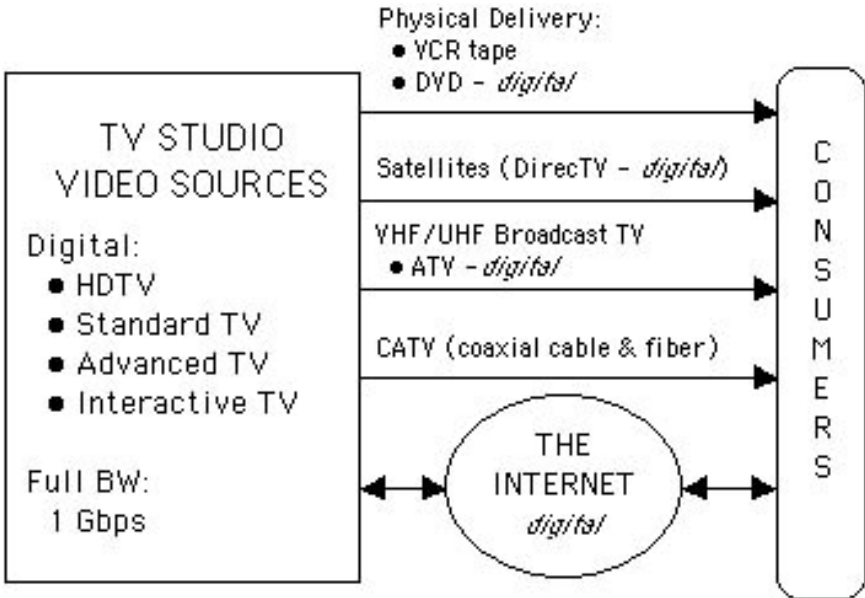 TV STUDIO
VIDEO SOURCES
Digital:
● HDTV
● Standard TV
● Advanced TV
● Interactive TV
Full BW:
1 Gbps
Physical Delivery:
● VCR tape
● DVD - digital
Satellites (DirecTV - digital)
VHF/UHF Broadcast TV
● ATV - digital
CATV (coaxial cable & fiber)
THE
INTERNET
digital
CONSUMERS